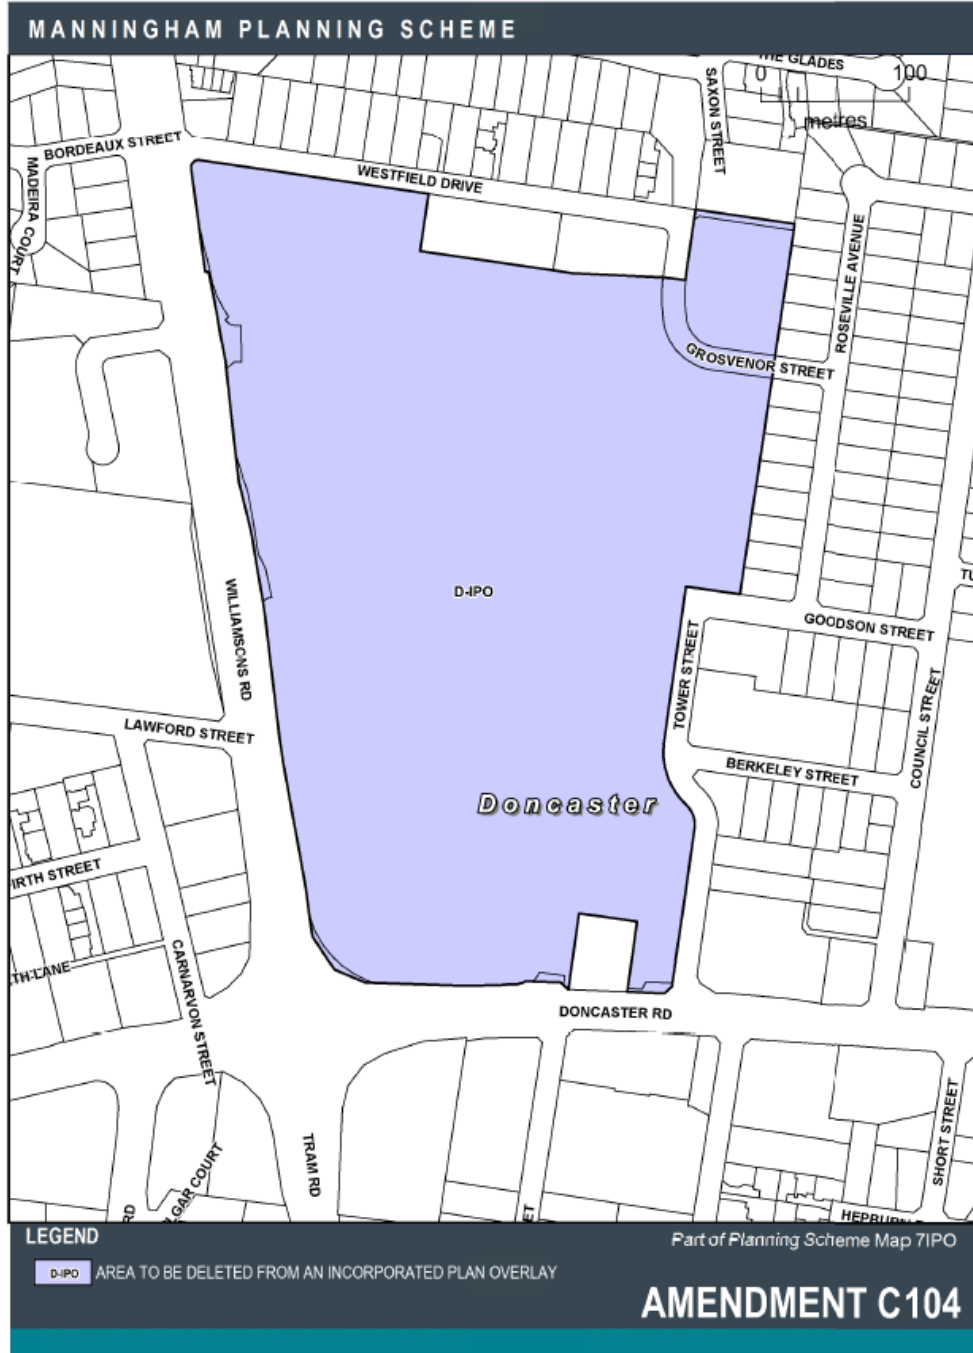 MANNINGHAM PLANNING SCHEME
THE GLADES
0 100
metres
SAXON STREET
BORDEAUX STREET
MADEIRA COURT
WESTFIELD DRIVE
ROSEVILLE AVENUE
GROSVENOR STREET
D-IPO
WILLIAMSONS RD
GOODSON STREET
TOWER STREET
COUNCIL STREET
LAWFORD STREET
BERKELEY STREET
Doncaster
STREET
LANE
CARNARVON STREET
DONCASTER RD
TRAM RD
COURT
SHORT STREET
RD
LEGEND
Part of Planning Scheme Map 7IPO
D-IPO AREA TO BE DELETED FROM AN INCORPORATED PLAN OVERLAY
AMENDMENT C104